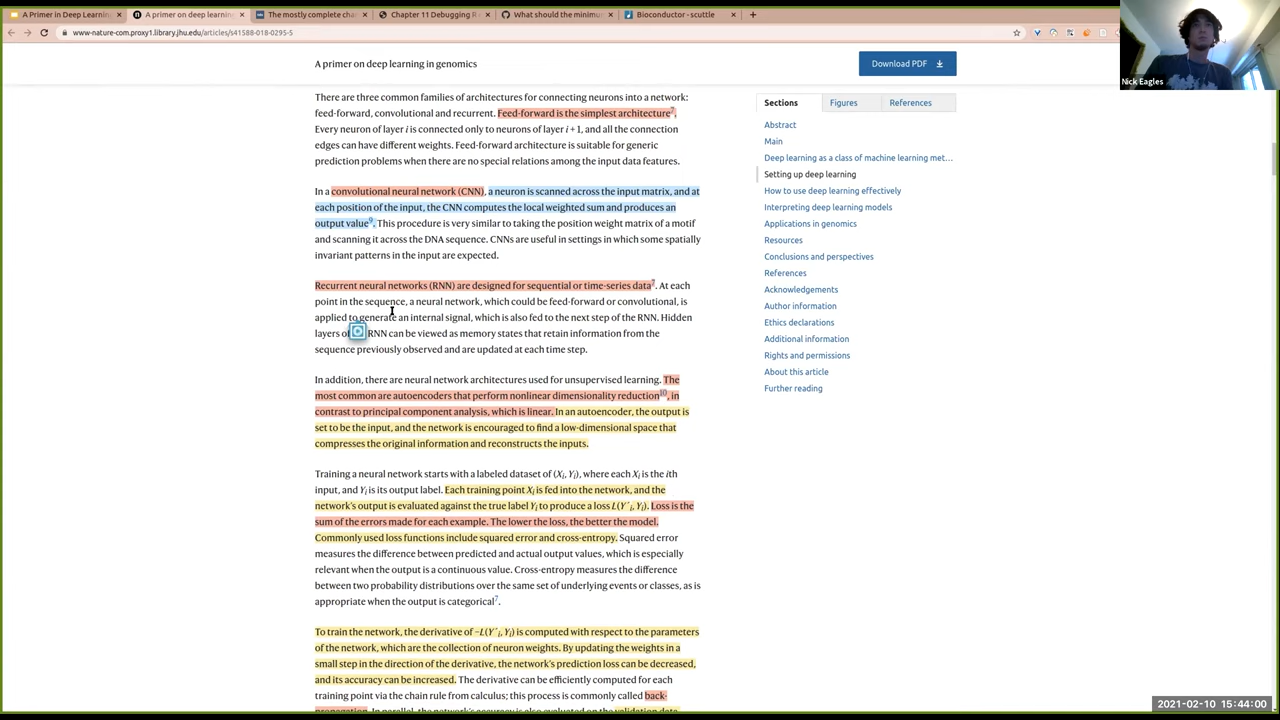 A Primer in Deep Learning
A primer on deep learning
The mostly complete cha
Chapter 11 Debugging R c
What should the minimum
Bioconductor - scuttle
www-nature-com.proxy1.library.jhu.edu/articles/s41588-018-0295-5
Nick Eagles
A primer on deep learning in genomics
Download PDF
There are three common families of architectures for connecting neurons into a network:
feed-forward, convolutional and recurrent. Feed-forward is the simplest architecture7.
Every neuron of layer i is connected only to neurons of layer i + 1, and all the connection
edges can have different weights. Feed-forward architecture is suitable for generic
prediction problems when there are no special relations among the input data features.
In a convolutional neural network (CNN), a neuron is scanned across the input matrix, and at
each position of the input, the CNN computes the local weighted sum and produces an
output value9. This procedure is very similar to taking the position weight matrix of a motif
and scanning it across the DNA sequence. CNNs are useful in settings in which some spatially
invariant patterns in the input are expected.
Recurrent neural networks (RNN) are designed for sequential or time-series data2. At each
point in the sequence, a neural network, which could be feed-forward or convolutional, is
applied to generate an internal signal, which is also fed to the next step of the RNN. Hidden
layers of RNN can be viewed as memory states that retain information from the
sequence previously observed and are updated at each time step.
In addition, there are neural network architectures used for unsupervised learning. The
most common are autoencoders that perform nonlinear dimensionality reduction10, in
contrast to principal component analysis, which is linear. In an autoencoder, the output is
set to be the input, and the network is encouraged to find a low-dimensional space that
compresses the original information and reconstructs the inputs.
Training a neural network starts with a labeled dataset of (Xi, Yi), where each Xi is the ith
input, and Yi is its output label. Each training point Xi is fed into the network, and the
network's output is evaluated against the true label Yi to produce a loss L(Yˆi, Yi). Loss is the
sum of the errors made for each example. The lower the loss, the better the model.
Commonly used loss functions include squared error and cross-entropy. Squared error
measures the difference between predicted and actual output values, which is especially
relevant when the output is a continuous value. Cross-entropy measures the difference
between two probability distributions over the same set of underlying events or classes, as is
appropriate when the output is categorical7.
To train the network, the derivative of −L(Yˆi, Yi) is computed with respect to the parameters
of the network, which are the collection of neuron weights. By updating the weights in a
small step in the direction of the derivative, the network's prediction loss can be decreased,
and its accuracy can be increased. The derivative can be efficiently computed for each
training point via the chain rule from calculus; this process is commonly called back-
propagation. In parallel, the network's accuracy is also evaluated on the validation data
Sections
Figures
References
Abstract
Main
Deep learning as a class of machine learning met…
Setting up deep learning
How to use deep learning effectively
Interpreting deep learning models
Applications in genomics
Resources
Conclusions and perspectives
References
Acknowledgements
Author information
Ethics declarations
Additional information
Rights and permissions
About this article
Further reading
2021-02-10 15:44:00